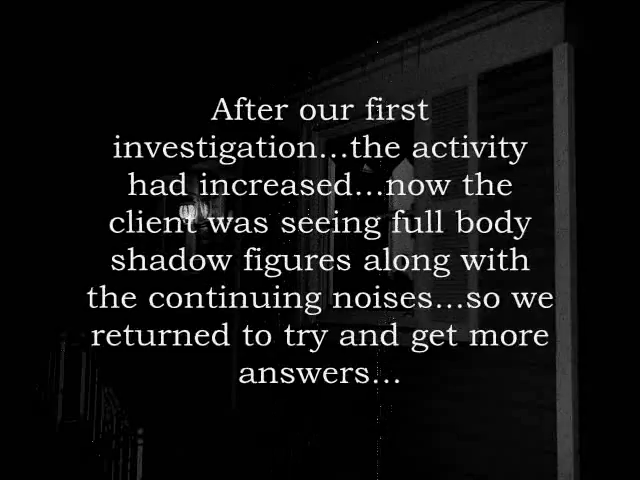 After our first
investigation...the activity
had increased...now the
client was seeing full body
shadow figures along with
the continuing noises...so we
returned to try and get more
answers...